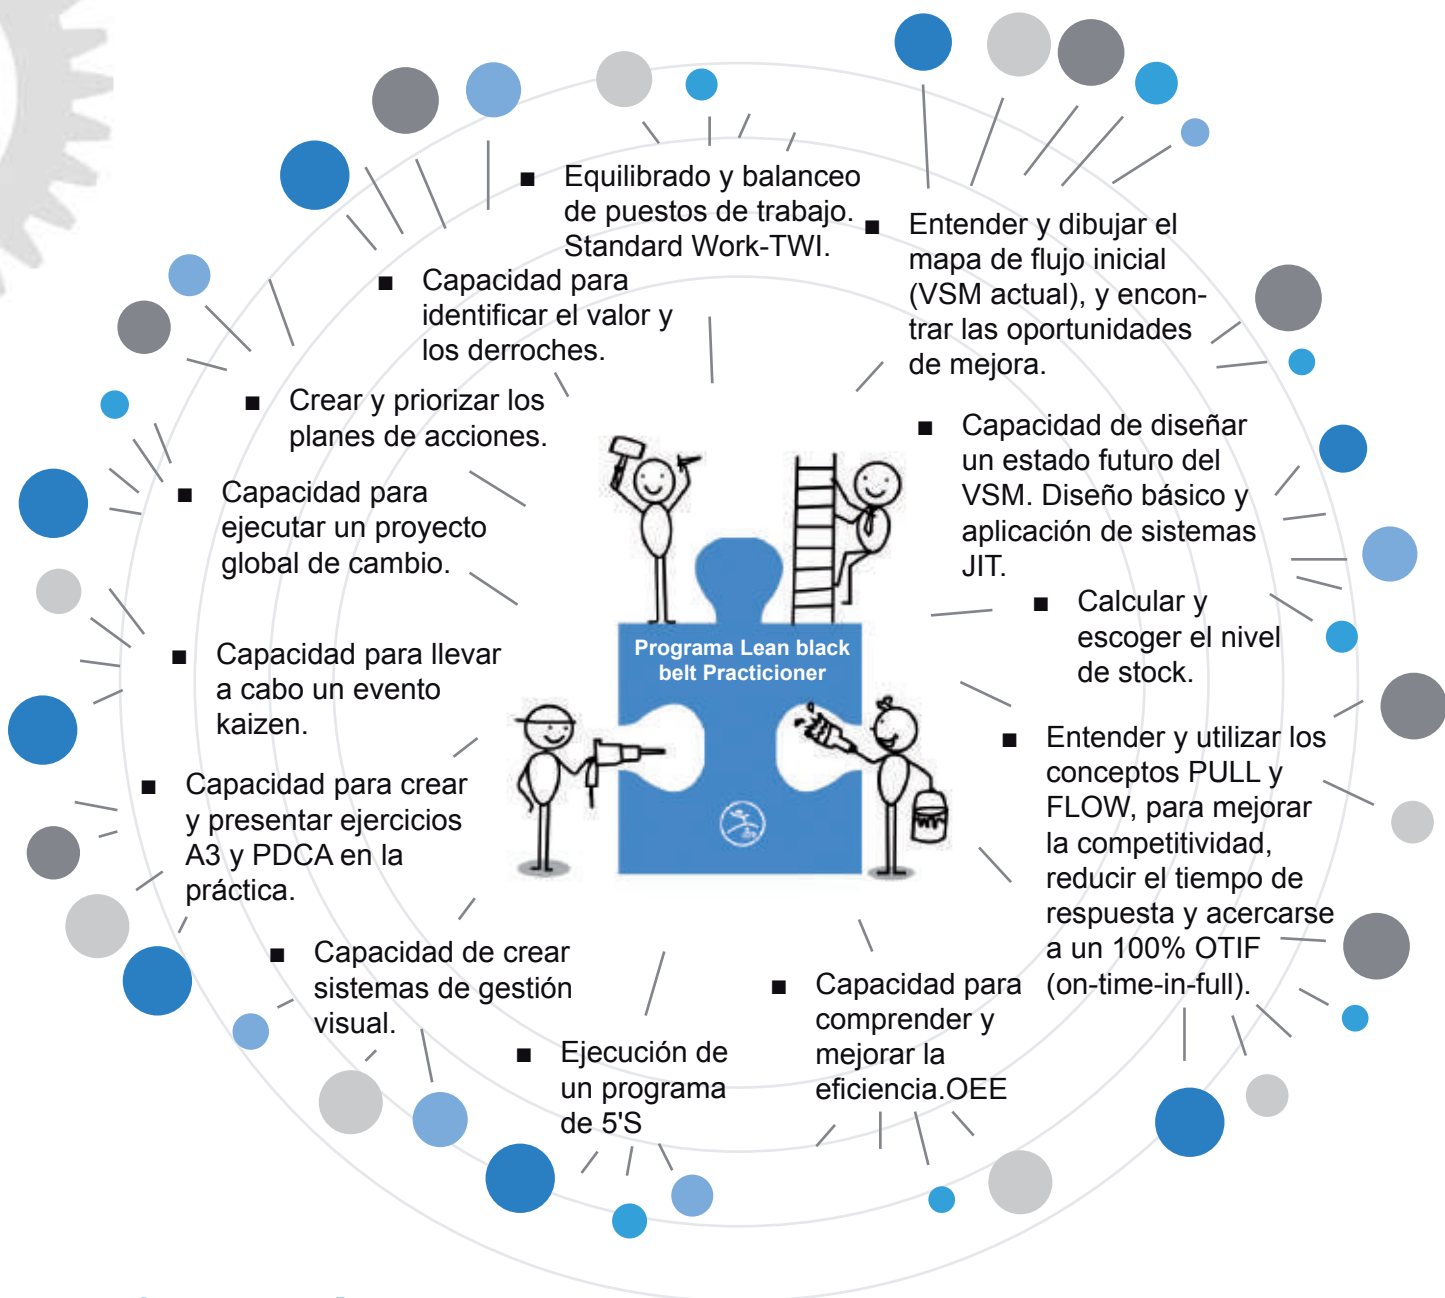 ■ Equilibrado y balanceo
de puestos de trabajo.
Standard Work-TWI.
■ Entender y dibujar el
mapa de flujo inicial
(VSM actual), y encon-
trar las oportunidades
de mejora.
■ Capacidad para
identificar el valor y
los derroches.
■ Crear y priorizar los
planes de acciones.
■ Capacidad de diseñar
un estado futuro del
VSM. Diseño básico y
aplicación de sistemas
JIT.
■ Capacidad para
ejecutar un proyecto
global de cambio.
■ Calcular y
escoger el nivel
de stock.
Programa Lean black
belt Practicioner
■ Capacidad para llevar
a cabo un evento
kaizen.
■ Entender y utilizar los
conceptos PULL y
FLOW, para mejorar
la competitividad,
reducir el tiempo de
respuesta y acercarse
a un 100% OTIF
(on-time-in-full).
■ Capacidad para crear
y presentar ejercicios
A3 y PDCA en la
práctica.
■ Capacidad de crear
sistemas de gestión
visual.
■ Capacidad para
comprender y
mejorar la
eficiencia.OEE
■ Ejecución de
un programa
de 5'S